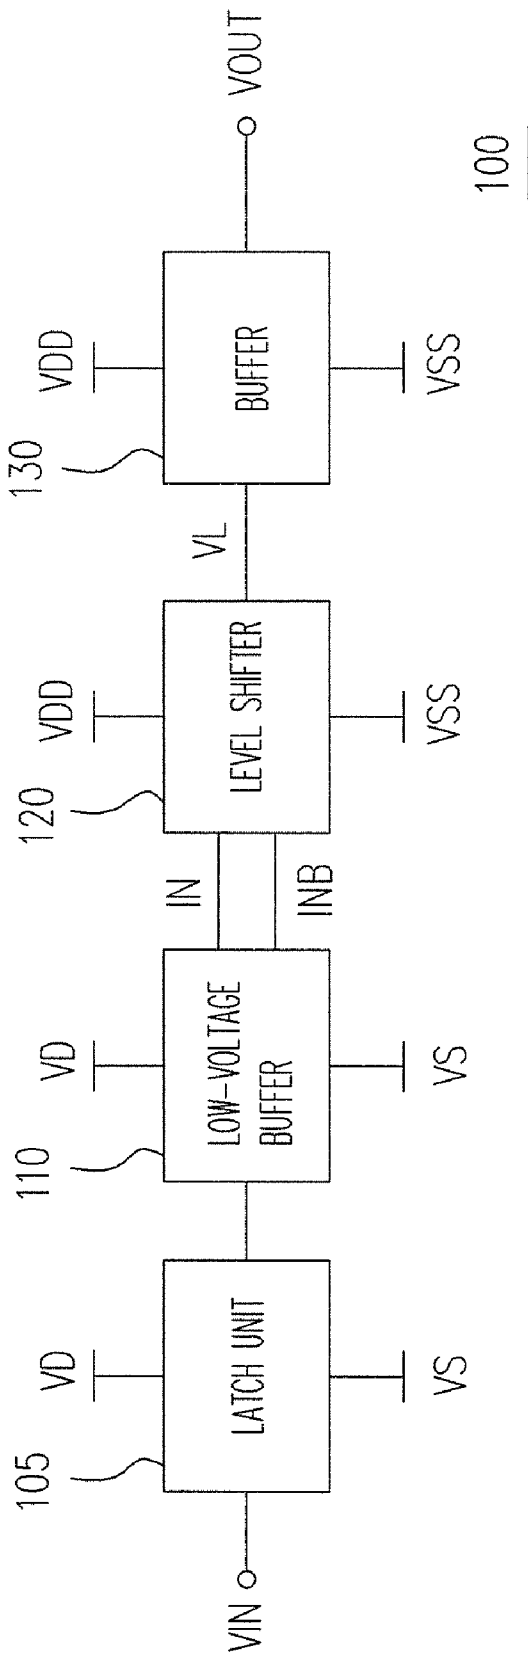 105
VD
110
VD
120
VDD
130
VDD
VIN
LATCH UNIT
LOW-VOLTAGE
BUFFER
IN
INB
LEVEL SHIFTER
VL
BUFFER
VOUT
VS
VS
VSS
VSS
100